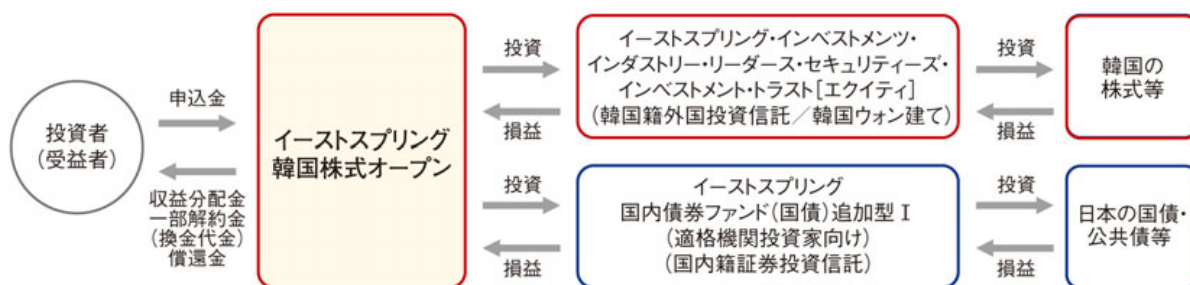 投資者
(受益者)
申込金
収益分配金
一部解約金
(換金代金)
償還金
イーストスプリング
韓国株式オープン
投資
損益
イーストスプリング・インベストメンツ・
インダストリー・リーダース・セキュリティーズ・
インベストメント・トラスト[エクイティ]
(韓国籍外国投資信託／韓国ウォン建て)
投資
損益
韓国の
株式等
投資
損益
イーストスプリング
国内債券ファンド(国債)追加型Ⅰ
(適格機関投資家向け)
(国内籍証券投資信託)
投資
損益
日本の国債・
公共債等